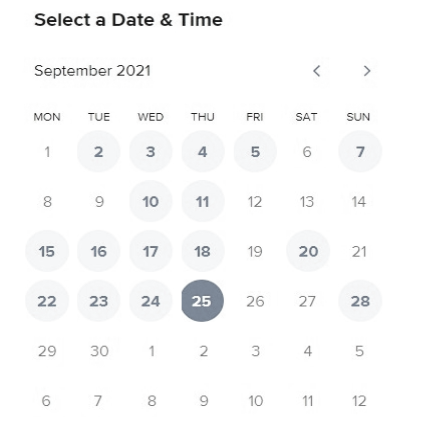 Select a Date & Time
September 2021
MON TUE WED THU FRI SAT SUN
1 2 3 4 5 6 7
8 9 10 11 12 13 14
15 16 17 18 19 20 21
22 23 24 25 26 27 28
29 30 1 2 3 4 5
6 7 8 9 10 11 12